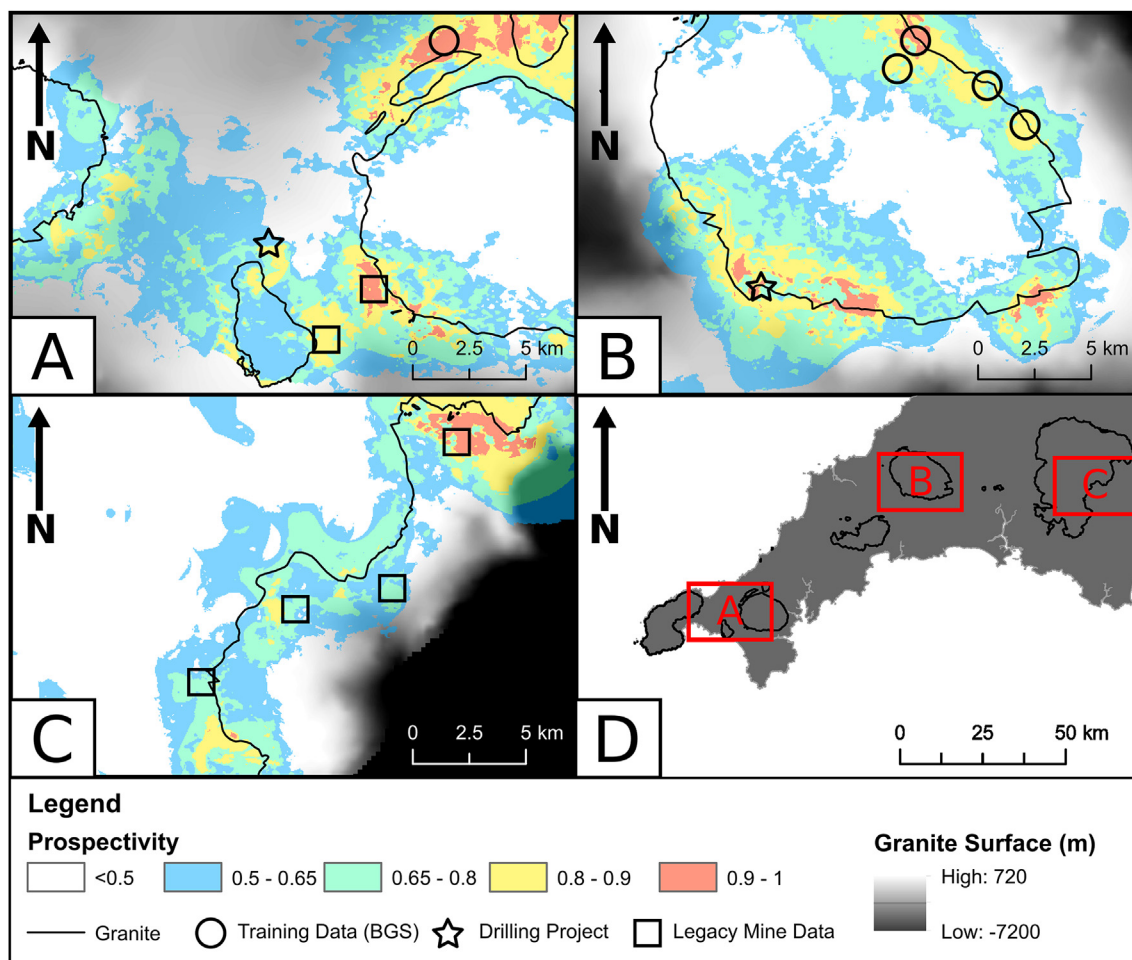 N
A
0 2.5 5 km
N
B
0 2.5 5 km
N
C
0 2.5 5 km
N
A
B
C
D
0 25 50 km
Legend
Prospectivity
<0.5
0.5 - 0.65
0.65 - 0.8
0.8 - 0.9
0.9 - 1
Granite
Training Data (BGS)
Drilling Project
Legacy Mine Data
Granite Surface (m)
High: 720
Low: -7200